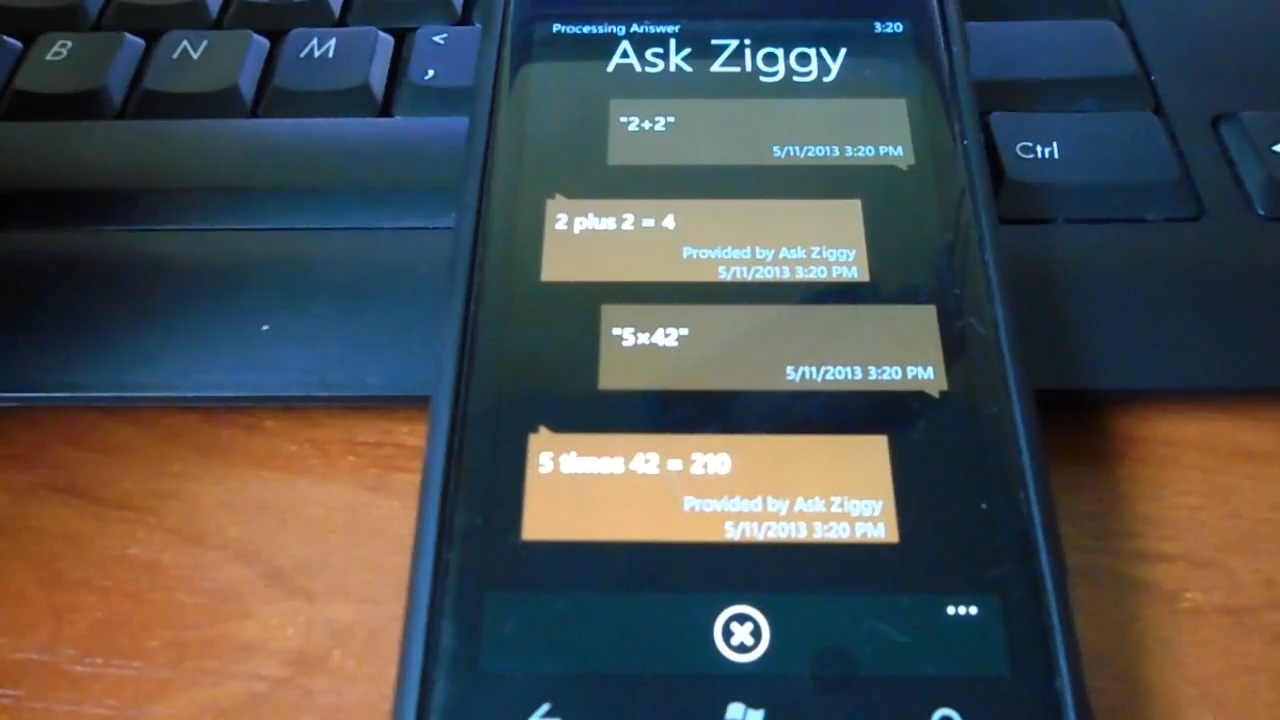 B N M <
,
Ctrl
Processing Answer 3:20
Ask Ziggy
"2+2"
5/11/2013 3:20 PM
2 plus 2 = 4
Provided by Ask Ziggy
5/11/2013 3:20 PM
"5×42"
5/11/2013 3:20 PM
5 times 42 = 210
Provided by Ask Ziggy
5/11/2013 3:20 PM